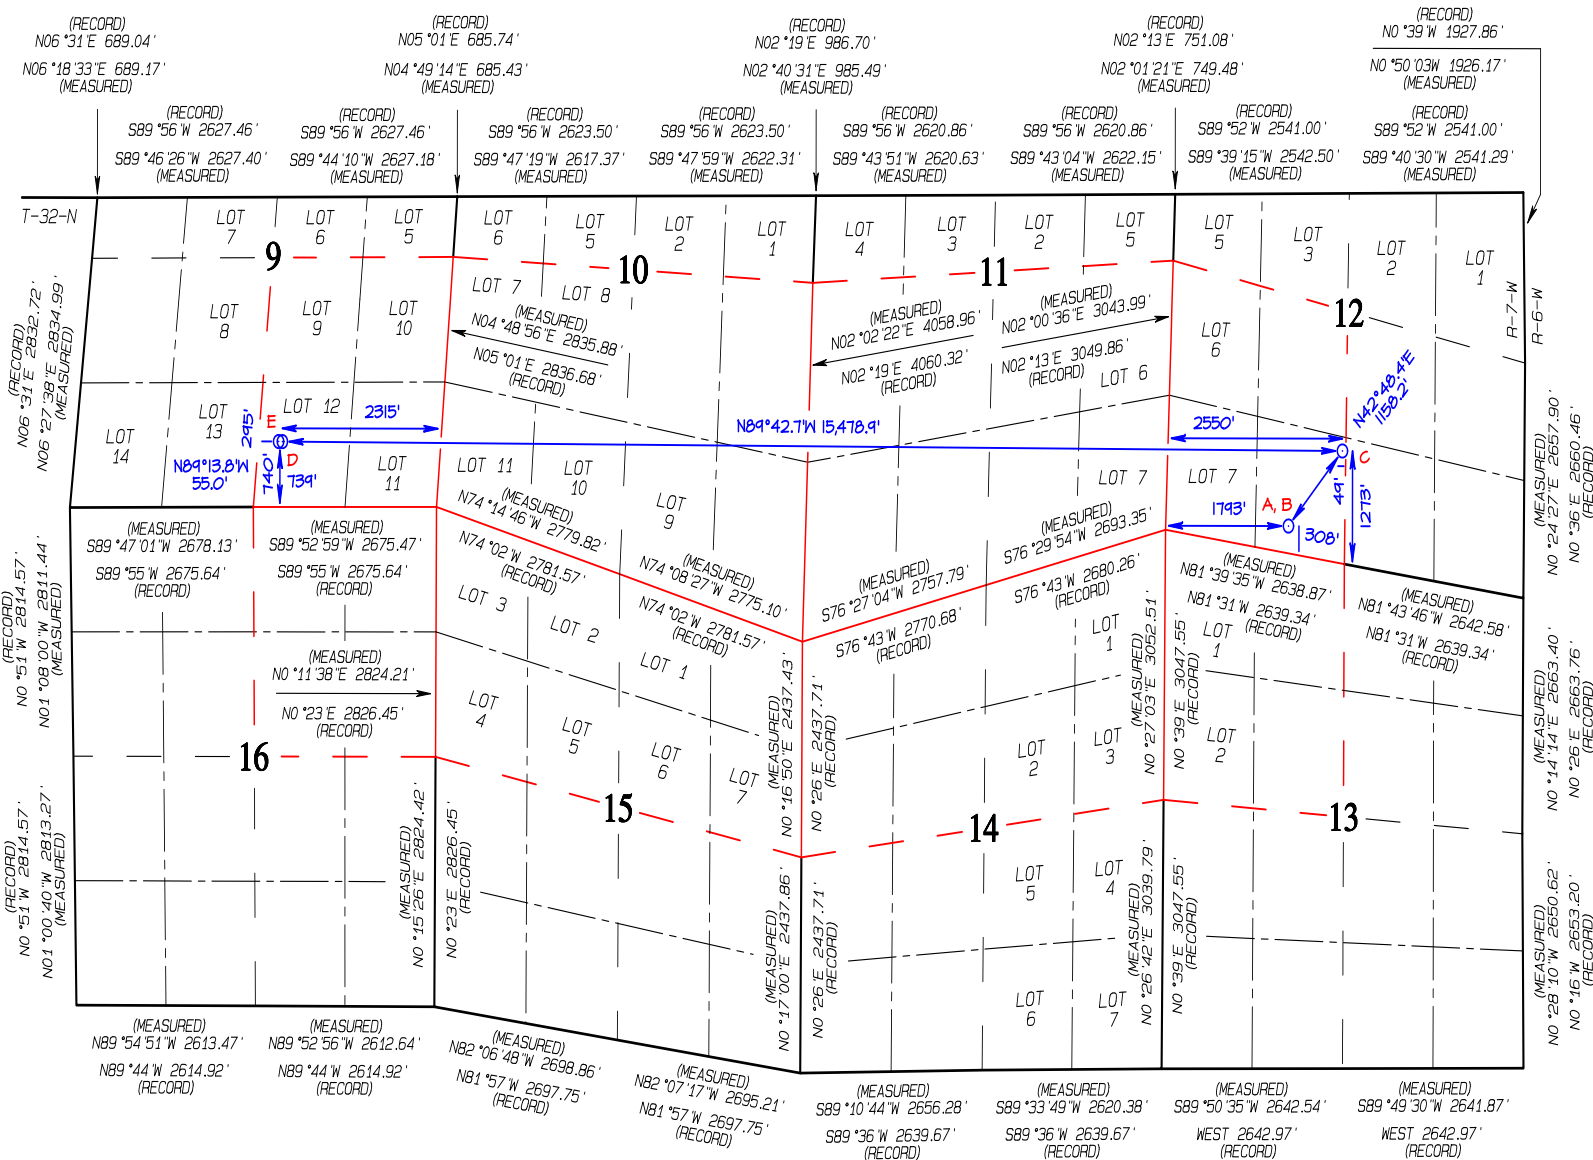 (RECORD)
N06°31'E 689.04'
N06°18'33"E 689.17'
(MEASURED)
(RECORD)
N05°01'E 685.74'
N04°49'14"E 685.43'
(MEASURED)
(RECORD)
N02°19'E 986.70'
N02°40'31"E 985.49'
(MEASURED)
(RECORD)
N02°13'E 751.08'
N02°01'21"E 749.48'
(MEASURED)
(RECORD)
N0°39'W 1927.86'
N0°50'03W 1926.17'
(MEASURED)
(RECORD)
S89°56'W 2627.46'
S89°46'26"W 2627.40'
(MEASURED)
(RECORD)
S89°56'W 2627.46'
S89°44'10"W 2627.18'
(MEASURED)
(RECORD)
S89°56'W 2623.50'
S89°47'19"W 2617.37'
(MEASURED)
(RECORD)
S89°56'W 2623.50'
S89°47'59"W 2622.31'
(MEASURED)
(RECORD)
S89°56'W 2620.86'
S89°43'51"W 2620.63'
(MEASURED)
(RECORD)
S89°56'W 2620.86'
S89°43'04"W 2622.15'
(MEASURED)
(RECORD)
S89°52'W 2541.00'
S89°39'15"W 2542.50'
(MEASURED)
(RECORD)
S89°52'W 2541.00'
S89°40'30"W 2541.29'
(MEASURED)
T-32-N
LOT
7
LOT
6
LOT
5
LOT
6
LOT
5
LOT
2
LOT
1
LOT
4
LOT
3
LOT
2
LOT
5
LOT
5
LOT
3
LOT
2
LOT
1
9
10
11
12
R-7-W
R-6-W
LOT
8
LOT
9
LOT
10
LOT 7
LOT 8
(MEASURED)
N04°48'56"E 2835.88'
N05°01'E 2836.68'
(RECORD)
(MEASURED)
N02°02'22"E 4058.96'
N02°19'E 4060.32'
(RECORD)
(MEASURED)
N02°00'36"E 3043.99'
N02°13'E 3049.86'
(RECORD)
LOT 6
LOT
6
(RECORD)
N06°31'E 2832.72'
N06°27'38"E 2834.99'
(MEASURED)
LOT
14
LOT
13
LOT 12
295'
E
2315'
N89°42.7'W 15,478.9'
2550'
N42°48.4'E
1158.2'
C
D
N89°13.8'W
55.0'
740'
739'
LOT
11
LOT 11
LOT
10
LOT
9
LOT 7
LOT 7
1793'
A, B
308'
49'
1273'
(MEASURED)
N0°24'27"E 2657.90'
N0°36'E 2660.46'
(RECORD)
(MEASURED)
S89°47'01"W 2678.13'
S89°55'W 2675.64'
(RECORD)
(MEASURED)
S89°52'59"W 2675.47'
S89°55'W 2675.64'
(RECORD)
(MEASURED)
N74°14'46"W 2779.82'
N74°02'W 2781.57'
(RECORD)
(MEASURED)
N74°08'27"W 2775.10'
N74°02'W 2781.57'
(RECORD)
(MEASURED)
S76°27'04"W 2757.79'
S76°43'W 2770.68'
(RECORD)
(MEASURED)
S76°29'54"W 2693.35'
S76°43'W 2680.26'
(RECORD)
(MEASURED)
N81°39'35"W 2638.87'
N81°31'W 2639.34'
(RECORD)
(MEASURED)
N81°43'46"W 2642.58'
N81°31'W 2639.34'
(RECORD)
(RECORD)
N0°51'W 2814.57'
N01°08'00"W 2811.44'
(MEASURED)
(MEASURED)
N0°11'38"E 2824.21'
N0°23'E 2826.45'
(RECORD)
LOT 3
LOT 2
LOT 1
LOT
4
LOT
5
LOT
6
LOT
7
(MEASURED)
N0°16'50"E 2437.43'
N0°26'E 2437.71'
(RECORD)
LOT
1
LOT
2
LOT
3
(MEASURED)
N0°27'03"E 3052.51'
N0°39'E 3047.55'
(RECORD)
LOT
1
LOT
2
(MEASURED)
N0°14'14"E 2663.40'
N0°26'E 2663.76'
(RECORD)
16
15
14
13
(RECORD)
N0°51'W 2814.57'
N01°00'40"W 2813.27'
(MEASURED)
(MEASURED)
N0°15'26"E 2824.42'
N0°23'E 2826.45'
(RECORD)
(MEASURED)
N0°17'00"E 2437.86'
N0°26'E 2437.71'
(RECORD)
LOT
5
LOT
4
LOT
6
LOT
7
(MEASURED)
N0°26'42"E 3039.79'
N0°39'E 3047.55'
(RECORD)
(MEASURED)
N0°28'10"W 2650.62'
N0°16'W 2653.20'
(RECORD)
(MEASURED)
N89°54'51"W 2613.47'
N89°44'W 2614.92'
(RECORD)
(MEASURED)
N89°52'56"W 2612.64'
N89°44'W 2614.92'
(RECORD)
(MEASURED)
N82°06'48"W 2698.86'
N81°57'W 2697.75'
(RECORD)
(MEASURED)
N82°07'17"W 2695.21'
N81°57'W 2697.75'
(RECORD)
(MEASURED)
S89°10'44"W 2656.28'
S89°36'W 2639.67'
(RECORD)
(MEASURED)
S89°33'49"W 2620.38'
S89°36'W 2639.67'
(RECORD)
(MEASURED)
S89°50'35"W 2642.54'
WEST 2642.97'
(RECORD)
(MEASURED)
S89°49'30"W 2641.87'
WEST 2642.97'
(RECORD)